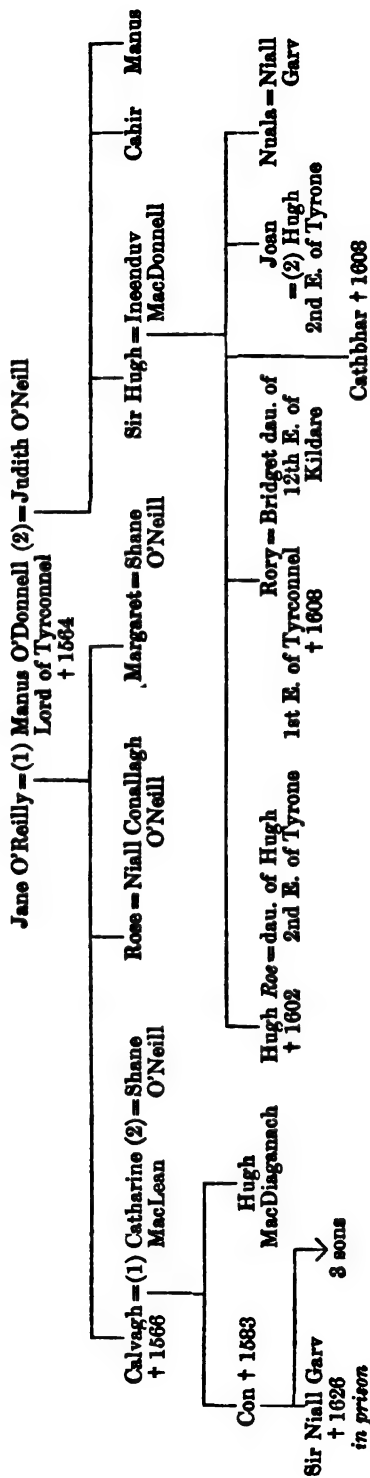 Jane O'Reilly=(1) Manus O'Donnell (2)=Judith O'Neill
Lord of Tyrconnel
† 1564
Calvagh=(1) Catharine (2)=Shane
† 1566 MacLean O'Neill
Rose=Niall Conallagh
O'Neill
Margaret=Shane
O'Neill
Sir Hugh=Ineenduv
MacDonnell
Cahir
Manus
Con † 1583
Hugh
MacDiaganach
Hugh Roe=dau. of Hugh
† 1602 2nd E. of Tyrone
Rory=Bridget dau. of
1st E. of Tyrconnel 12th E. of
† 1608 Kildare
Joan
=(2) Hugh
2nd E. of Tyrone
Nuala=Niall
Garv
Sir Niall Garv
† 1626
in prison
3 sons
Cathbhar † 1608